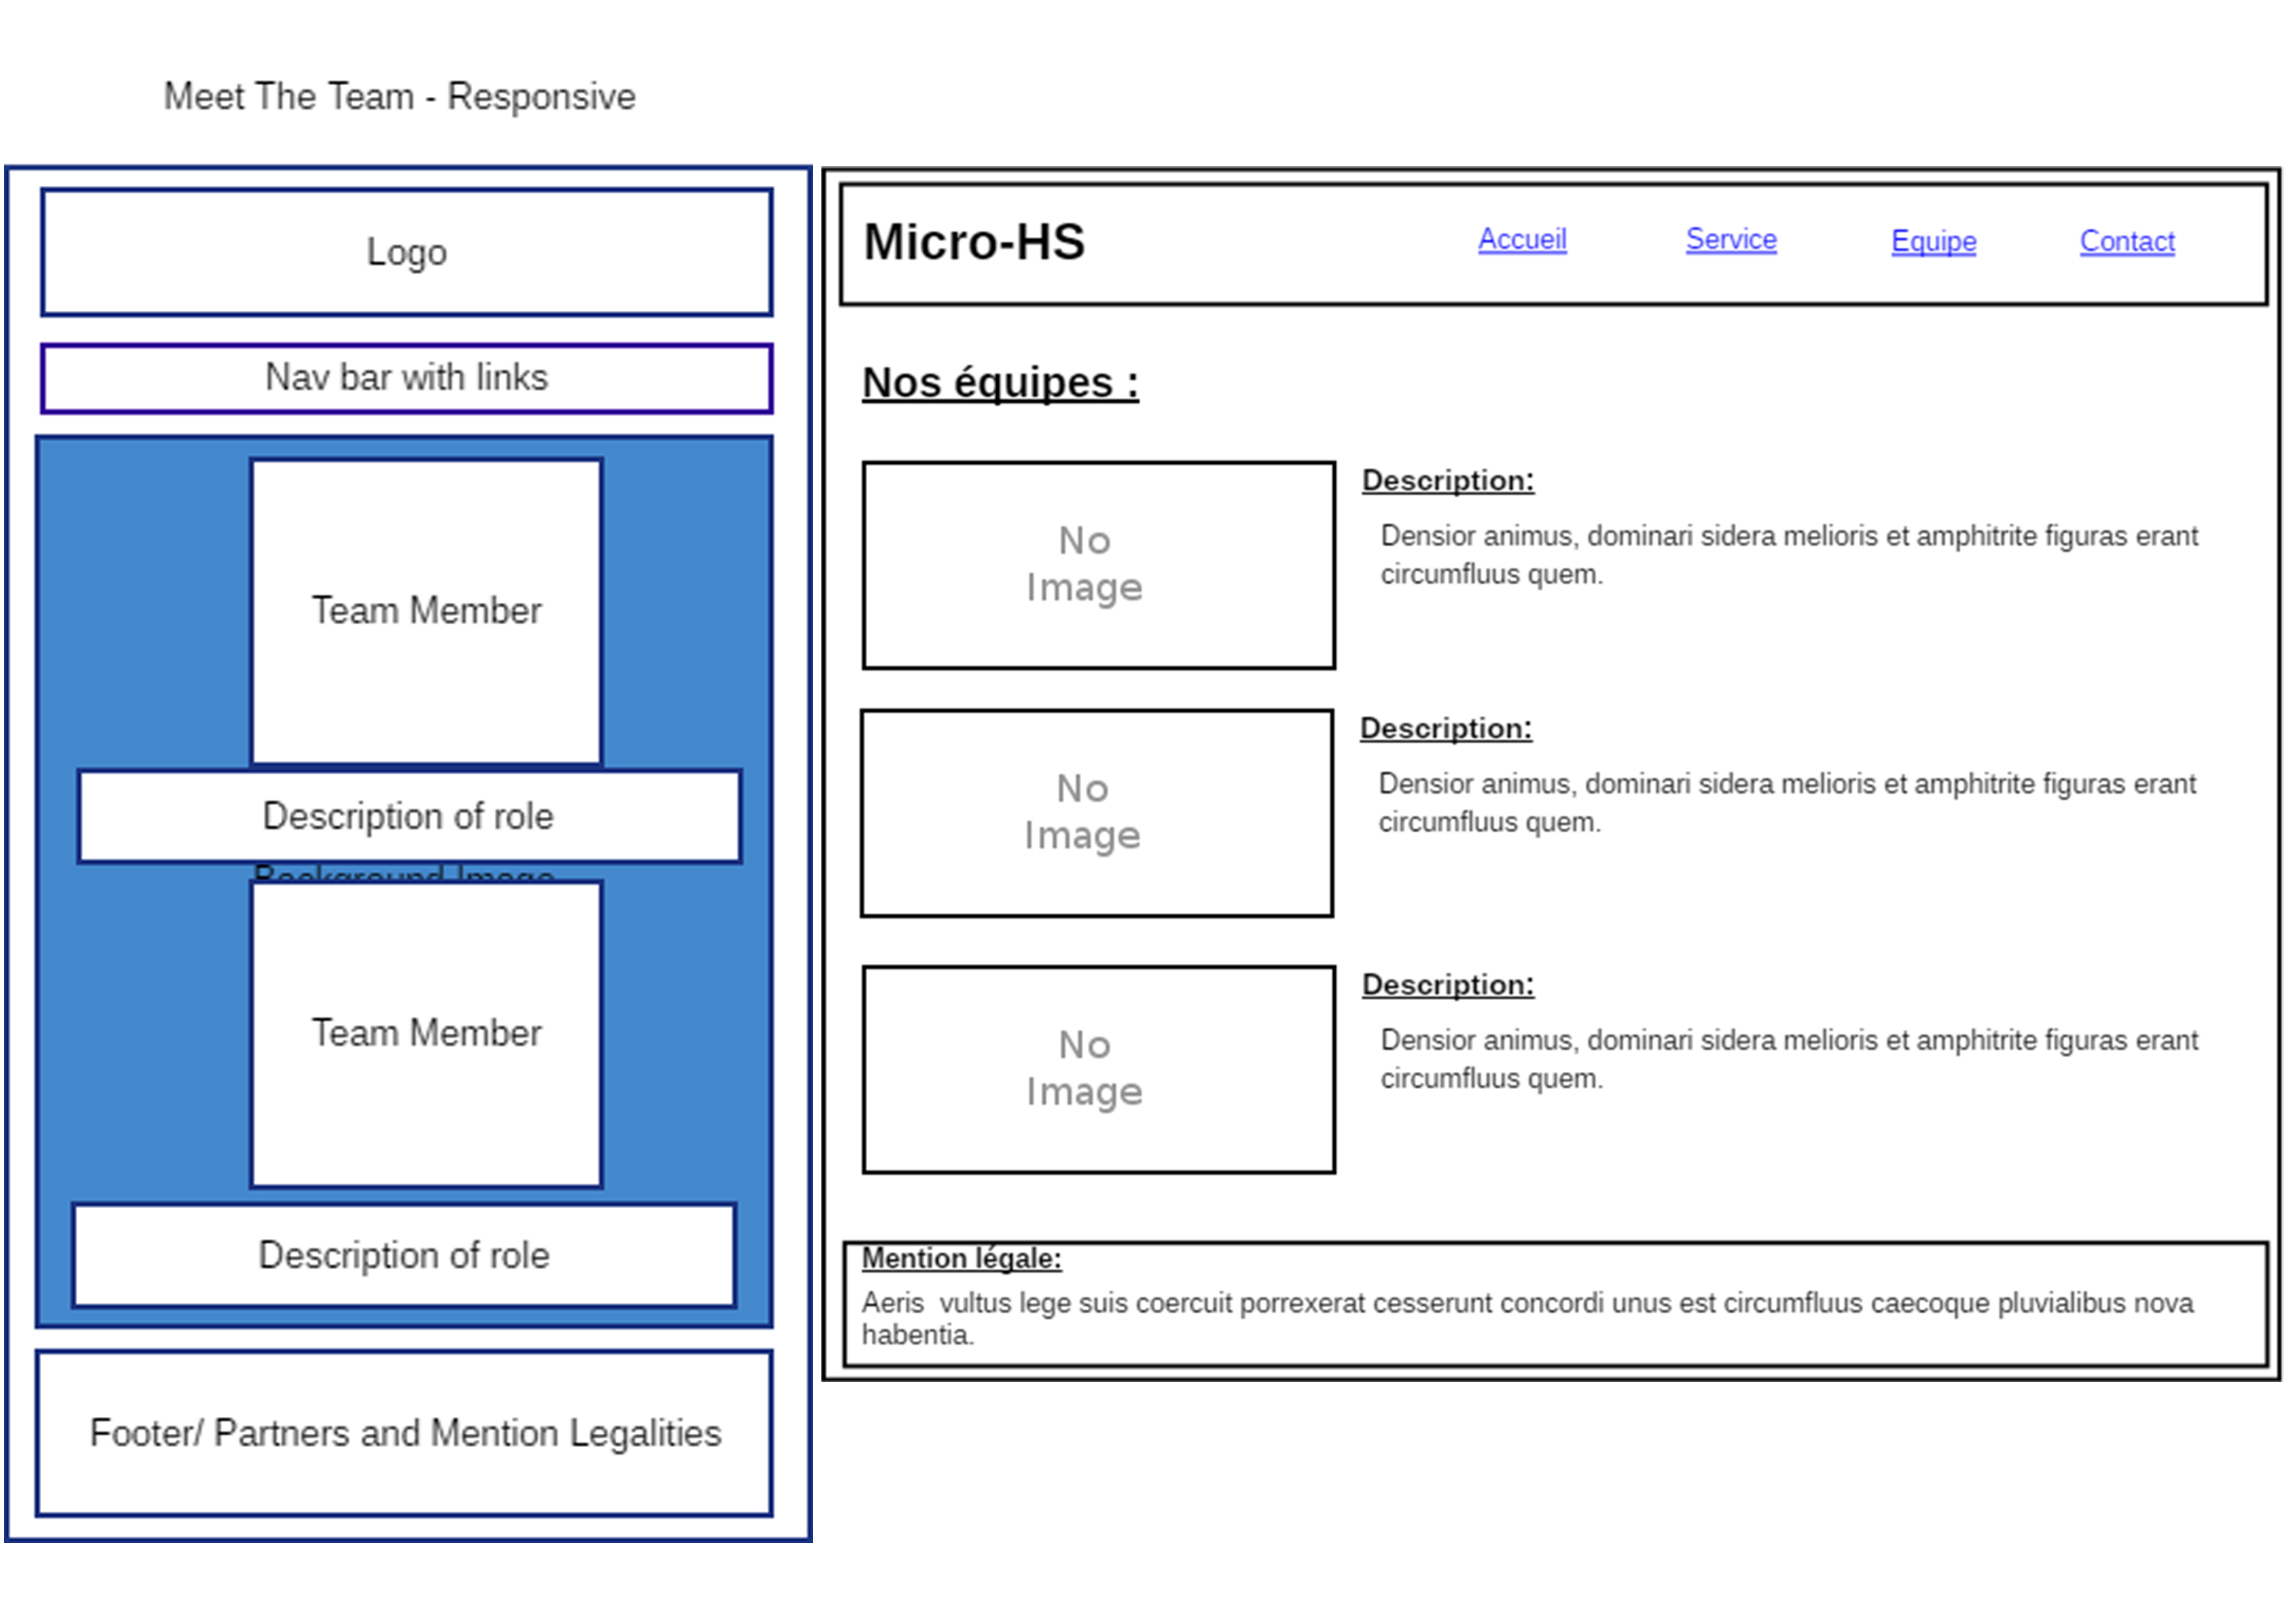 Meet The Team - Responsive
Logo
Nav bar with links
Team Member
Description of role
Background Image
Team Member
Description of role
Footer/ Partners and Mention Legalities
Micro-HS
Accueil Service Equipe Contact
Nos équipes :
No
Image
Description:
Densior animus, dominari sidera melioris et amphitrite figuras erant
circumfluus quem.
No
Image
Description:
Densior animus, dominari sidera melioris et amphitrite figuras erant
circumfluus quem.
No
Image
Description:
Densior animus, dominari sidera melioris et amphitrite figuras erant
circumfluus quem.
Mention légale:
Aeris  vultus lege suis coercuit porrexerat cesserunt concordi unus est circumfluus caecoque pluvialibus nova
habentia.